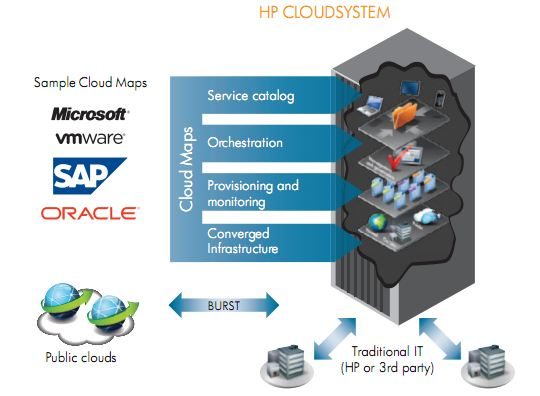 HP CLOUDSYSTEM
Sample Cloud Maps
Microsoft®
vmware®
SAP
ORACLE®
Cloud Maps
Service catalog
Orchestration
Provisioning and
monitoring
Converged
Infrastructure
BURST
Public clouds
Traditional IT
(HP or 3rd party)